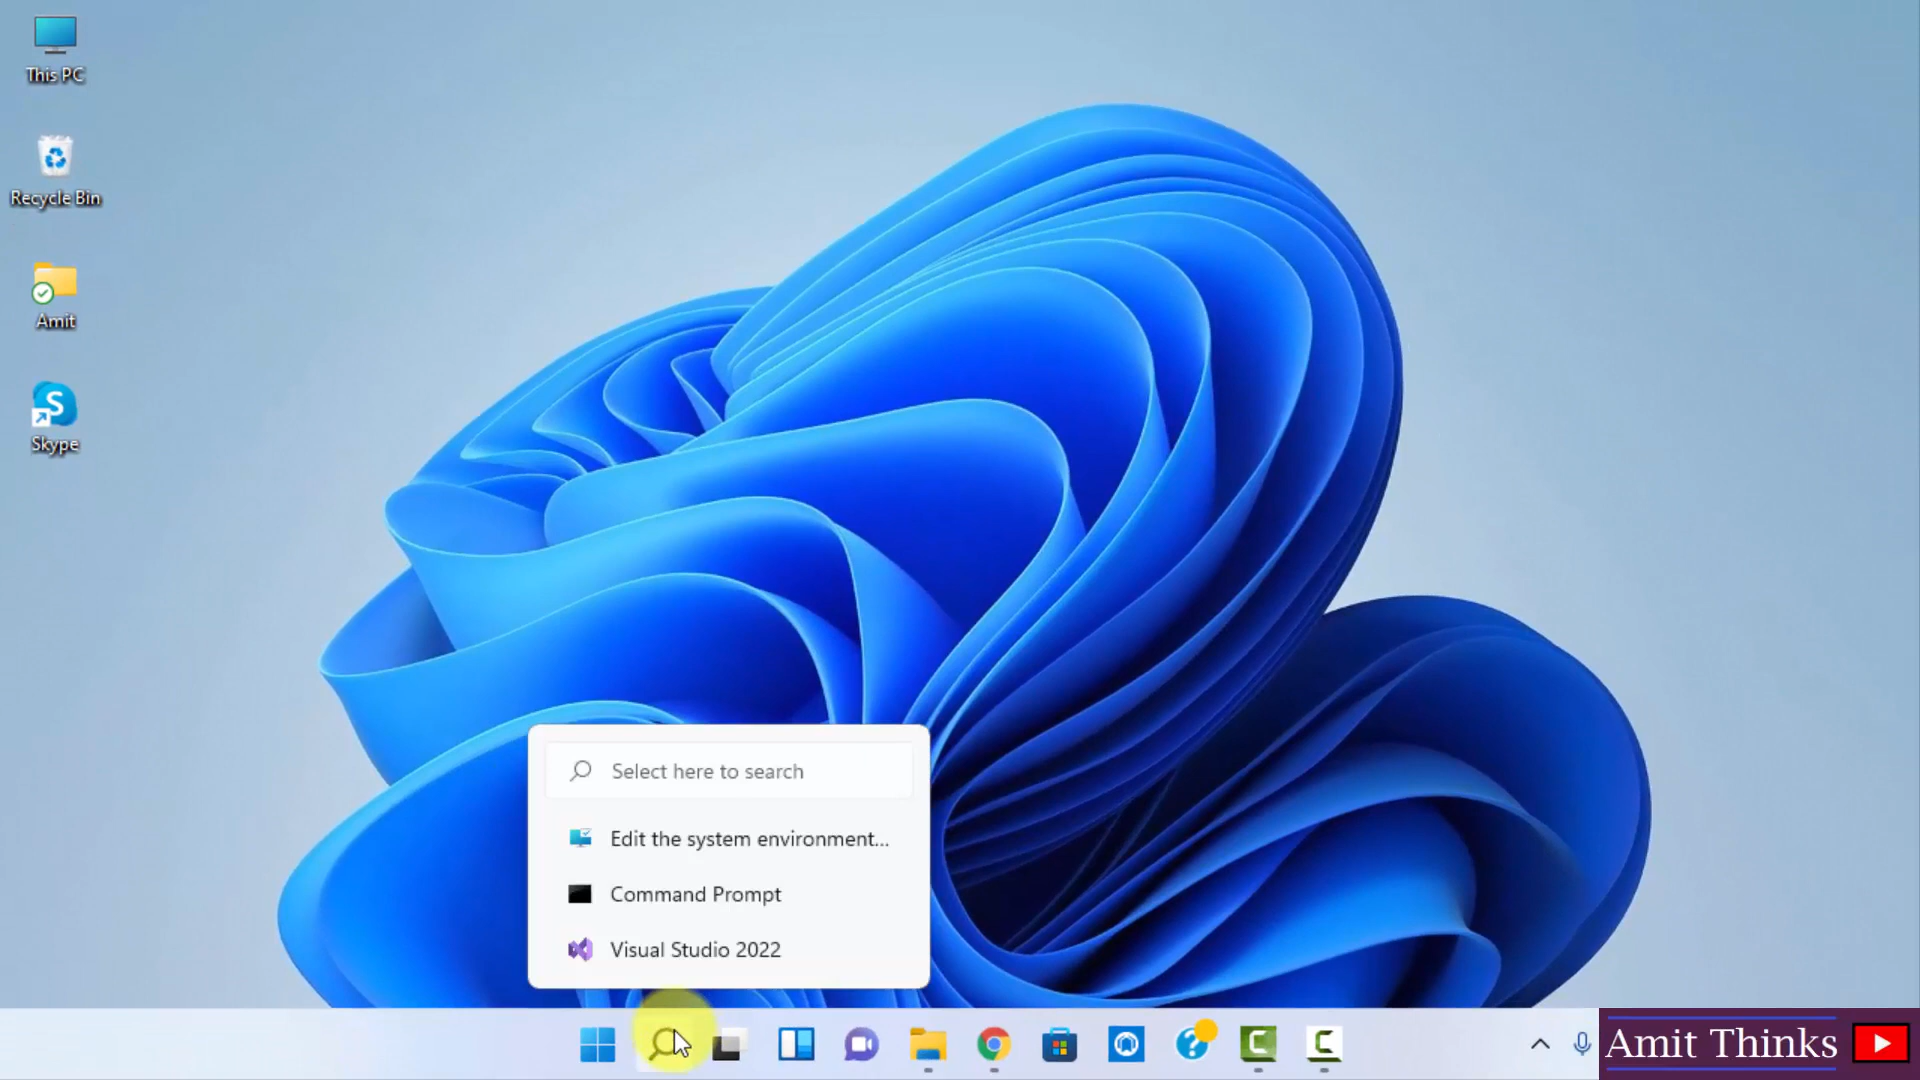 This PC
Recycle Bin
Amit
S
Skype
Select here to search
Edit the system environment...
Command Prompt
Visual Studio 2022
?
C
C
Amit Thinks